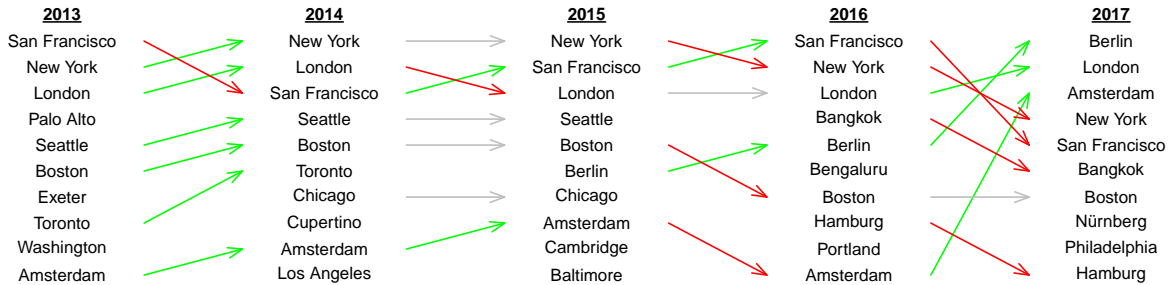 2013 2014 2015 2016 2017
San Francisco New York New York San Francisco Berlin
New York London San Francisco New York London
London San Francisco London London Amsterdam
Palo Alto Seattle Seattle Bangkok New York
Seattle Boston Boston Berlin San Francisco
Boston Toronto Berlin Bengaluru Bangkok
Exeter Chicago Chicago Boston Boston
Toronto Cupertino Amsterdam Hamburg Nürnberg
Washington Amsterdam Cambridge Portland Philadelphia
Amsterdam Los Angeles Baltimore Amsterdam Hamburg